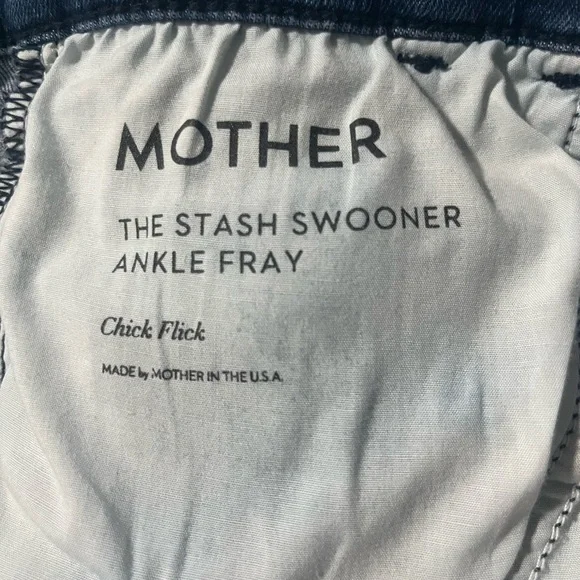 MOTHER
THE STASH SWOONER
ANKLE FRAY
Chick Flick
MADE by MOTHER IN THE U.S.A.